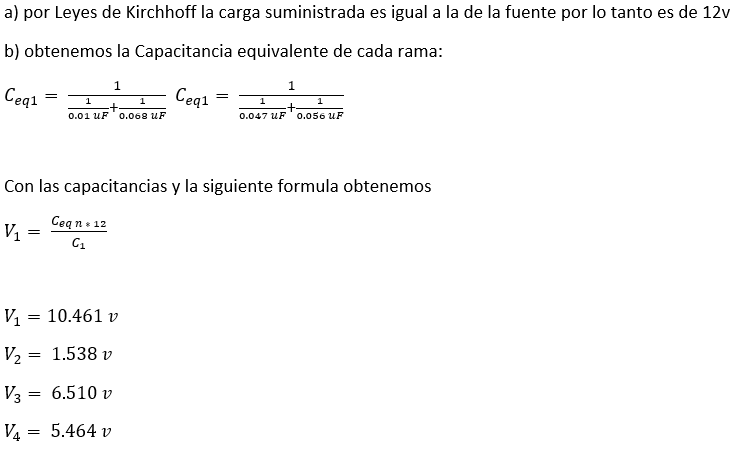 a) por Leyes de Kirchhoff la carga suministrada es igual a la de la fuente por lo tanto es de 12v
b) obtenemos la Capacitancia equivalente de cada rama:
C_{eq1} = \frac{1}{\frac{1}{0.01 uF}+\frac{1}{0.068 uF}} C_{eq1} = \frac{1}{\frac{1}{0.047 uF}+\frac{1}{0.056 uF}}
Con las capacitancias y la siguiente formula obtenemos
V_1 = \frac{C_{eq n * 12}}{C_1}
V_1 = 10.461 v
V_2 = 1.538 v
V_3 = 6.510 v
V_4 = 5.464 v